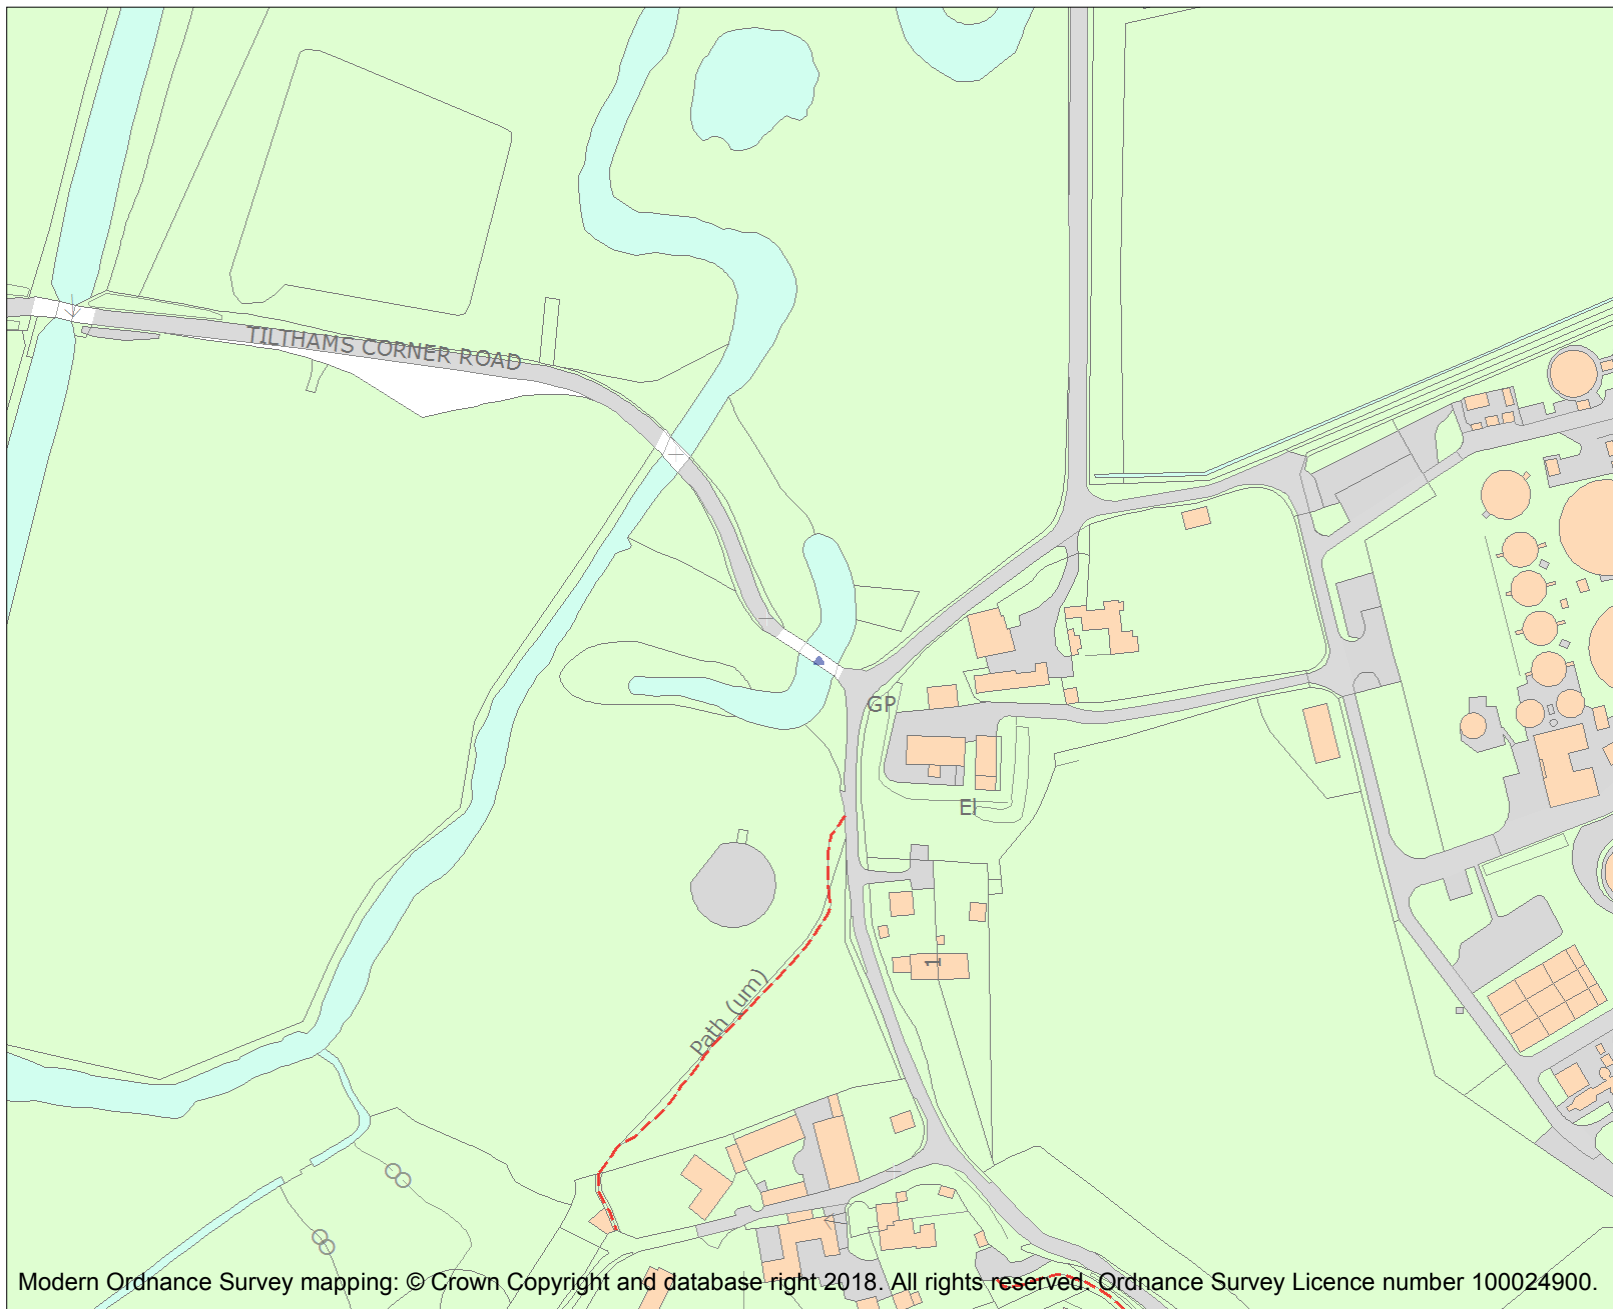 TILTHAMS CORNER ROAD
GP
El
1
Path (um)
Modern Ordnance Survey mapping: © Crown Copyright and database right 2018. All rights reserved. Ordnance Survey Licence number 100024900.